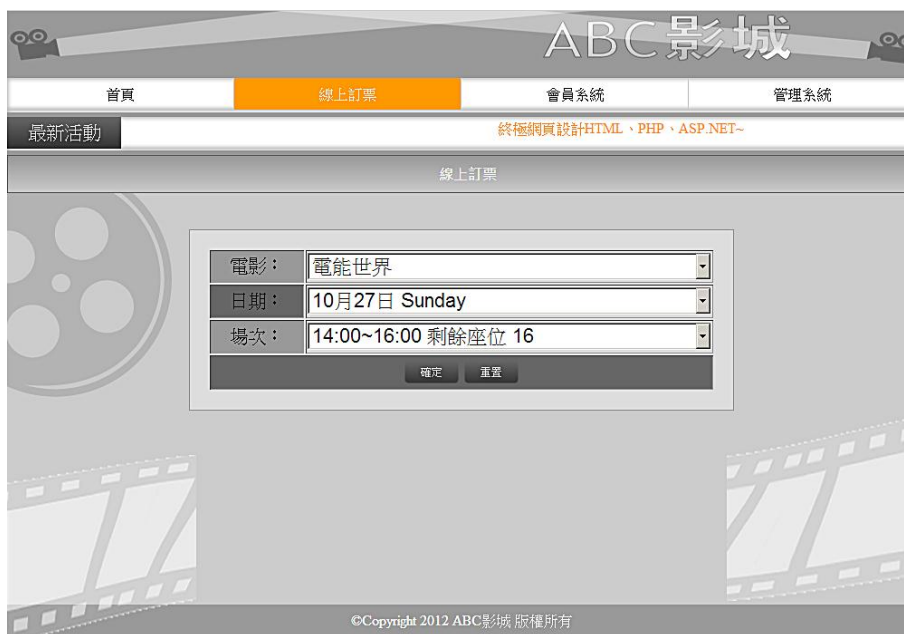 ABC影城
首頁 線上訂票 會員系統 管理系統
最新活動 終極網頁設計HTML、PHP、ASP.NET~
線上訂票
電影： 電能世界
日期： 10月27日 Sunday
場次： 14:00~16:00 剩餘座位 16
確定 重置
©Copyright 2012 ABC影城 版權所有